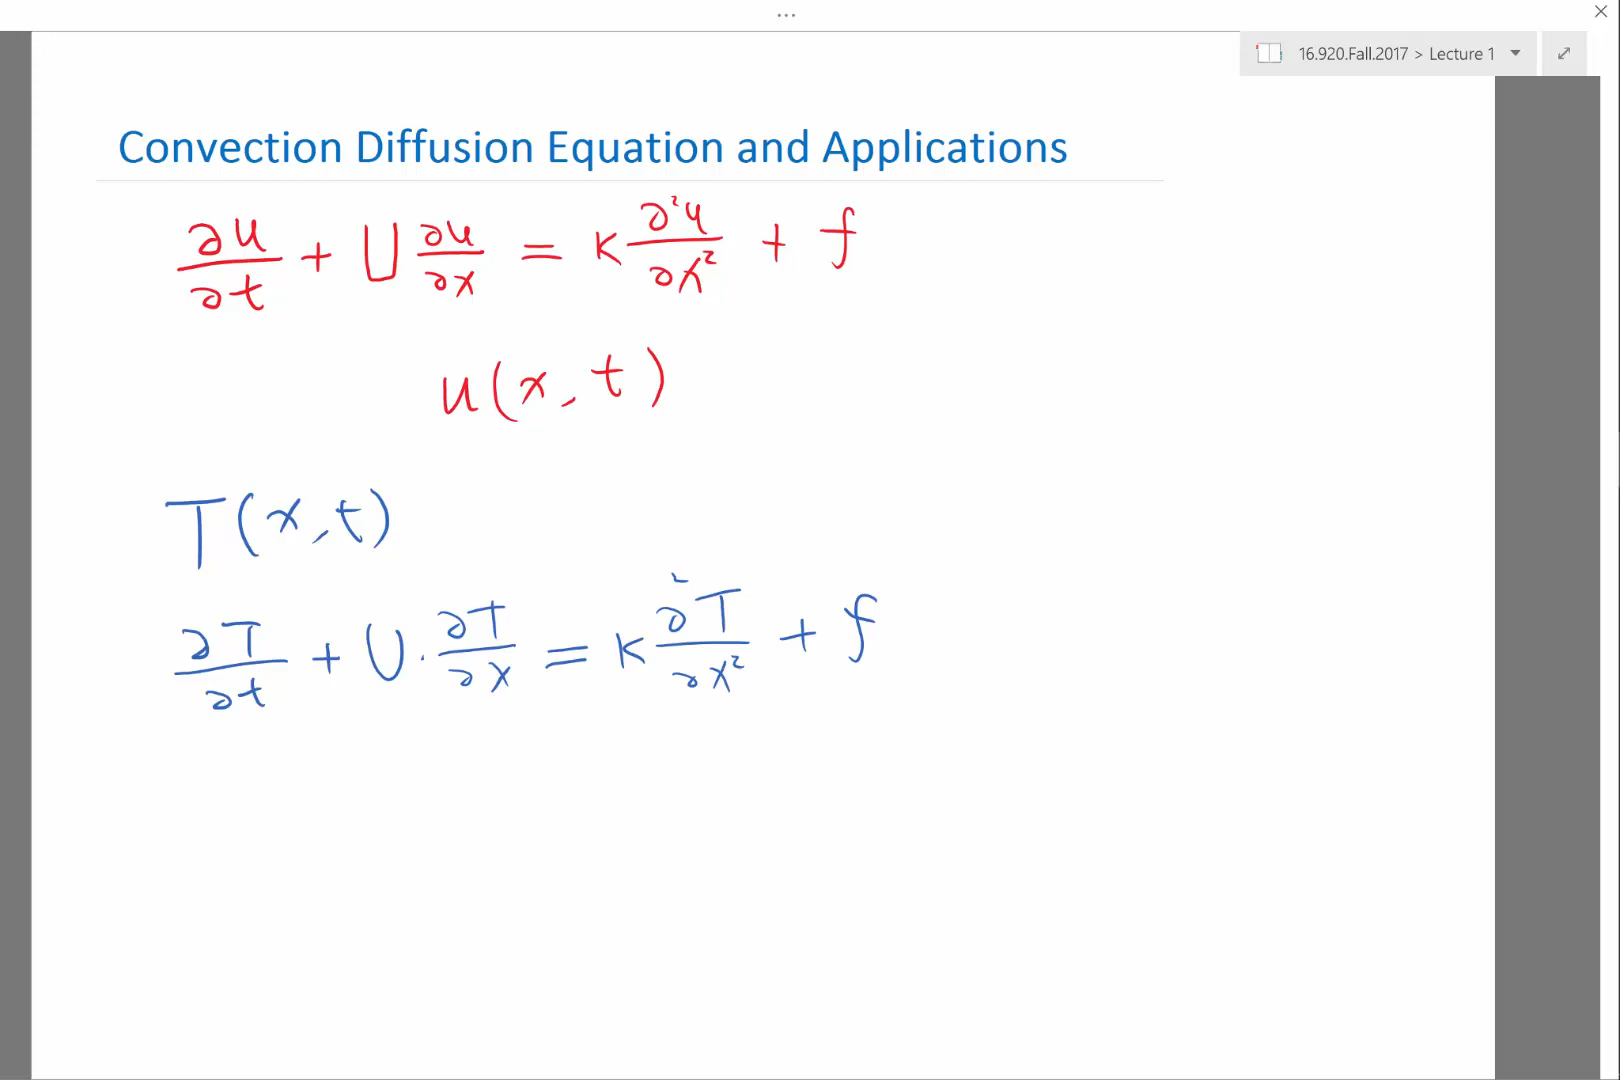 ...
16.920.Fall.2017 > Lecture 1
Convection Diffusion Equation and Applications
∂u/∂t + U ∂u/∂x = κ ∂²u/∂x² + f
u(x,t)
T(x,t)
∂T/∂t + U·∂T/∂x = κ ∂²T/∂x² + f